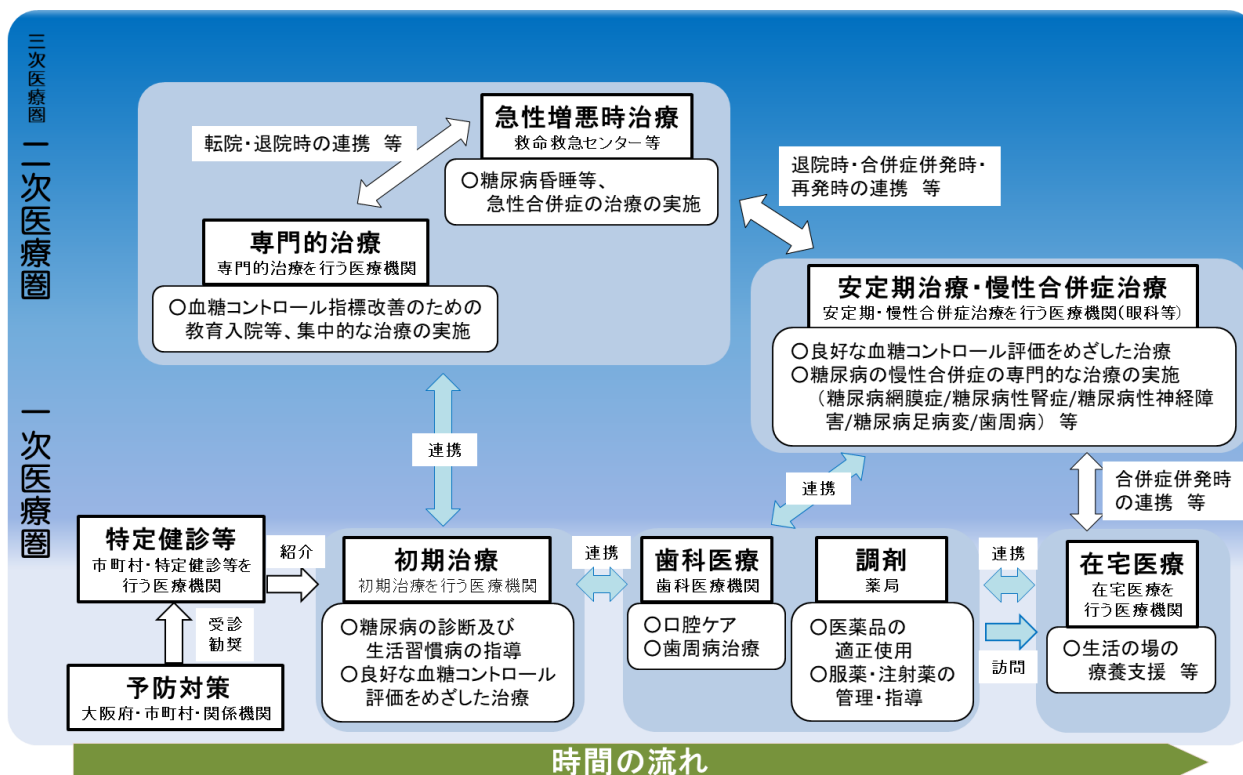 三次医療圏
二次医療圏
一次医療圏
急性増悪時治療
救命救急センター等
○糖尿病昏睡等、
急性合併症の治療の実施
転院・退院時の連携 等
退院時・合併症併発時・
再発時の連携 等
専門的治療
専門的治療を行う医療機関
○血糖コントロール指標改善のための
教育入院等、集中的な治療の実施
安定期治療・慢性合併症治療
安定期・慢性合併症治療を行う医療機関(眼科等)
○良好な血糖コントロール評価をめざした治療
○糖尿病の慢性合併症の専門的な治療の実施
(糖尿病網膜症/糖尿病性腎症/糖尿病性神経障
害/糖尿病足病変/歯周病) 等
連携
連携
合併症併発時
の連携 等
特定健診等
市町村・特定健診等を
行う医療機関
紹介
受診
勧奨
予防対策
大阪府・市町村・関係機関
初期治療
初期治療を行う医療機関
○糖尿病の診断及び
生活習慣病の指導
○良好な血糖コントロール
評価をめざした治療
連携
歯科医療
歯科医療機関
○口腔ケア
○歯周病治療
調剤
薬局
○医薬品の
適正使用
○服薬・注射薬の
管理・指導
連携
訪問
在宅医療
在宅医療を
行う医療機関
○生活の場の
療養支援 等
時間の流れ